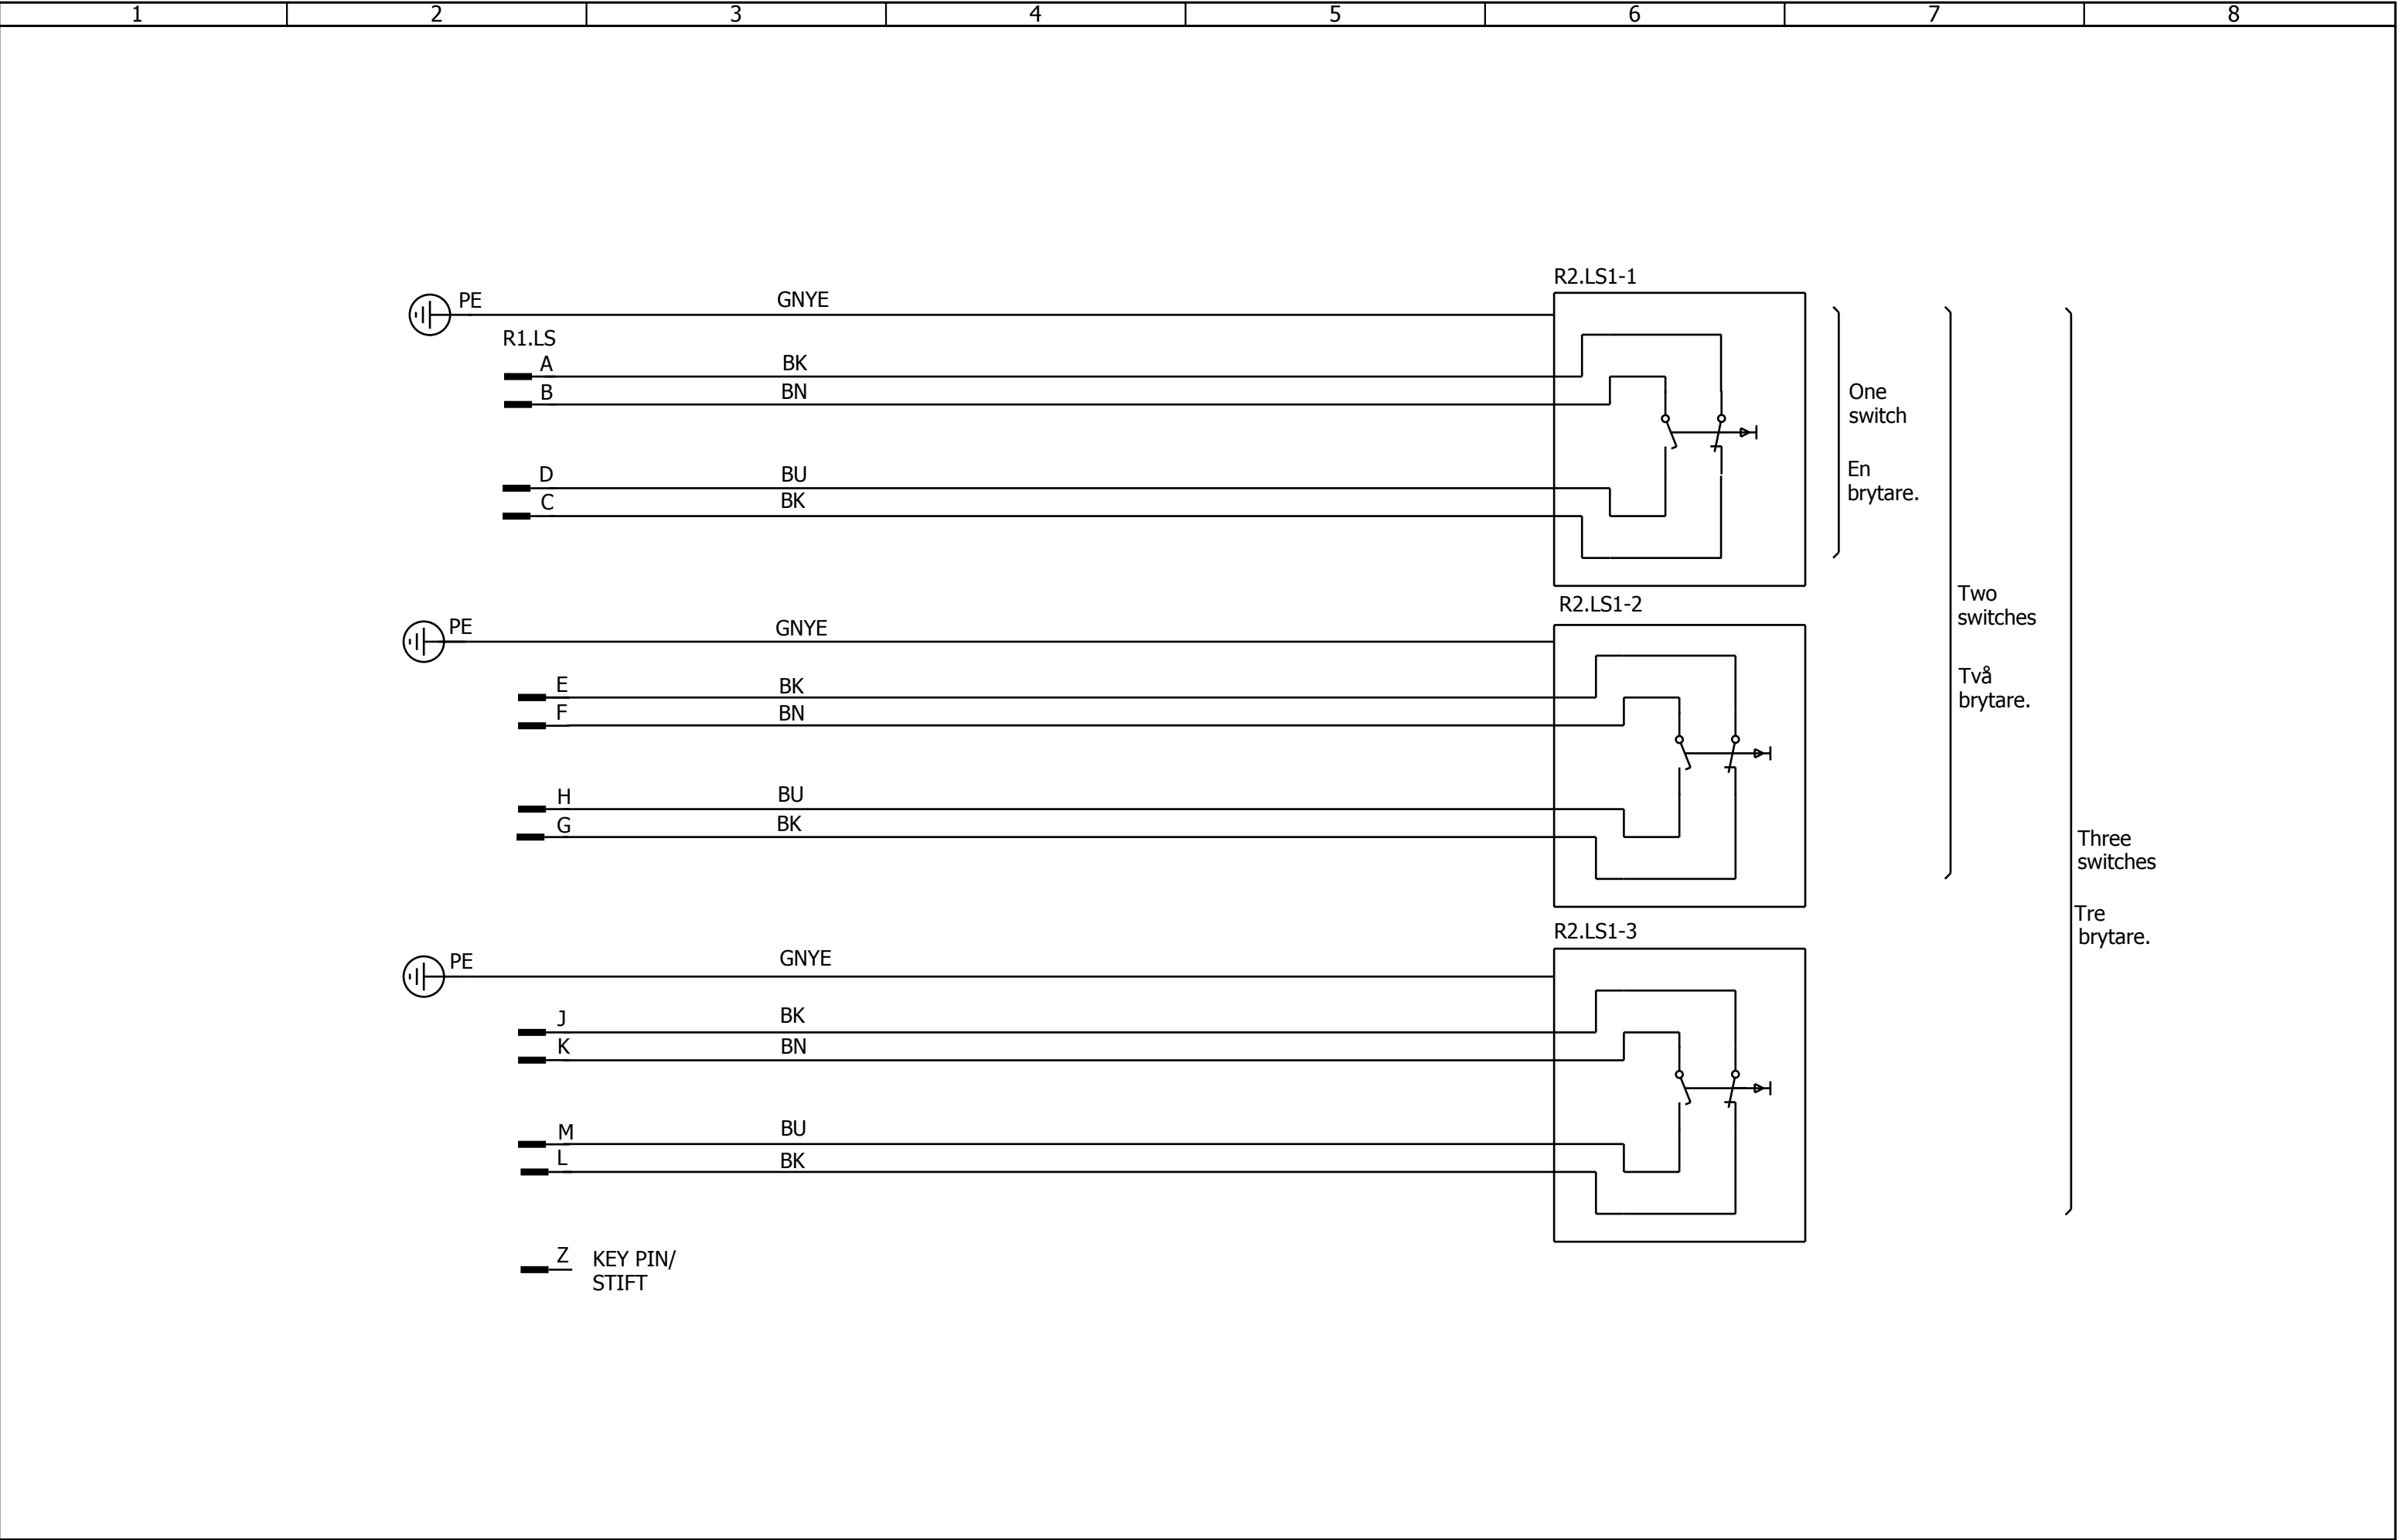 1 2 3 4 5 6 7 8
R2.LS1-1
PE GNYE
R1.LS
A BK
B BN
One
switch
D BU
C BK
En
brytare.
R2.LS1-2
PE GNYE
Two
switches
E BK
F BN
Två
brytare.
H BU
G BK
Three
switches
R2.LS1-3
Tre
brytare.
PE GNYE
J BK
K BN
M BU
L BK
Z KEY PIN/
STIFT